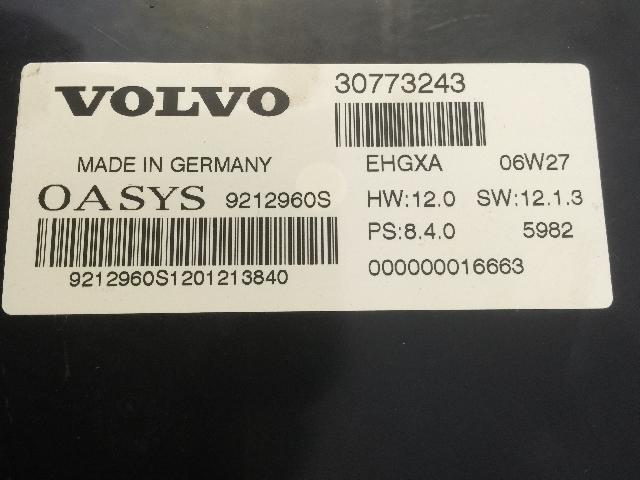 VOLVO
30773243
MADE IN GERMANY
EHGXA 06W27
OASYS 9212960S
HW:12.0 SW:12.1.3
PS:8.4.0 5982
9212960S1201213840
000000016663